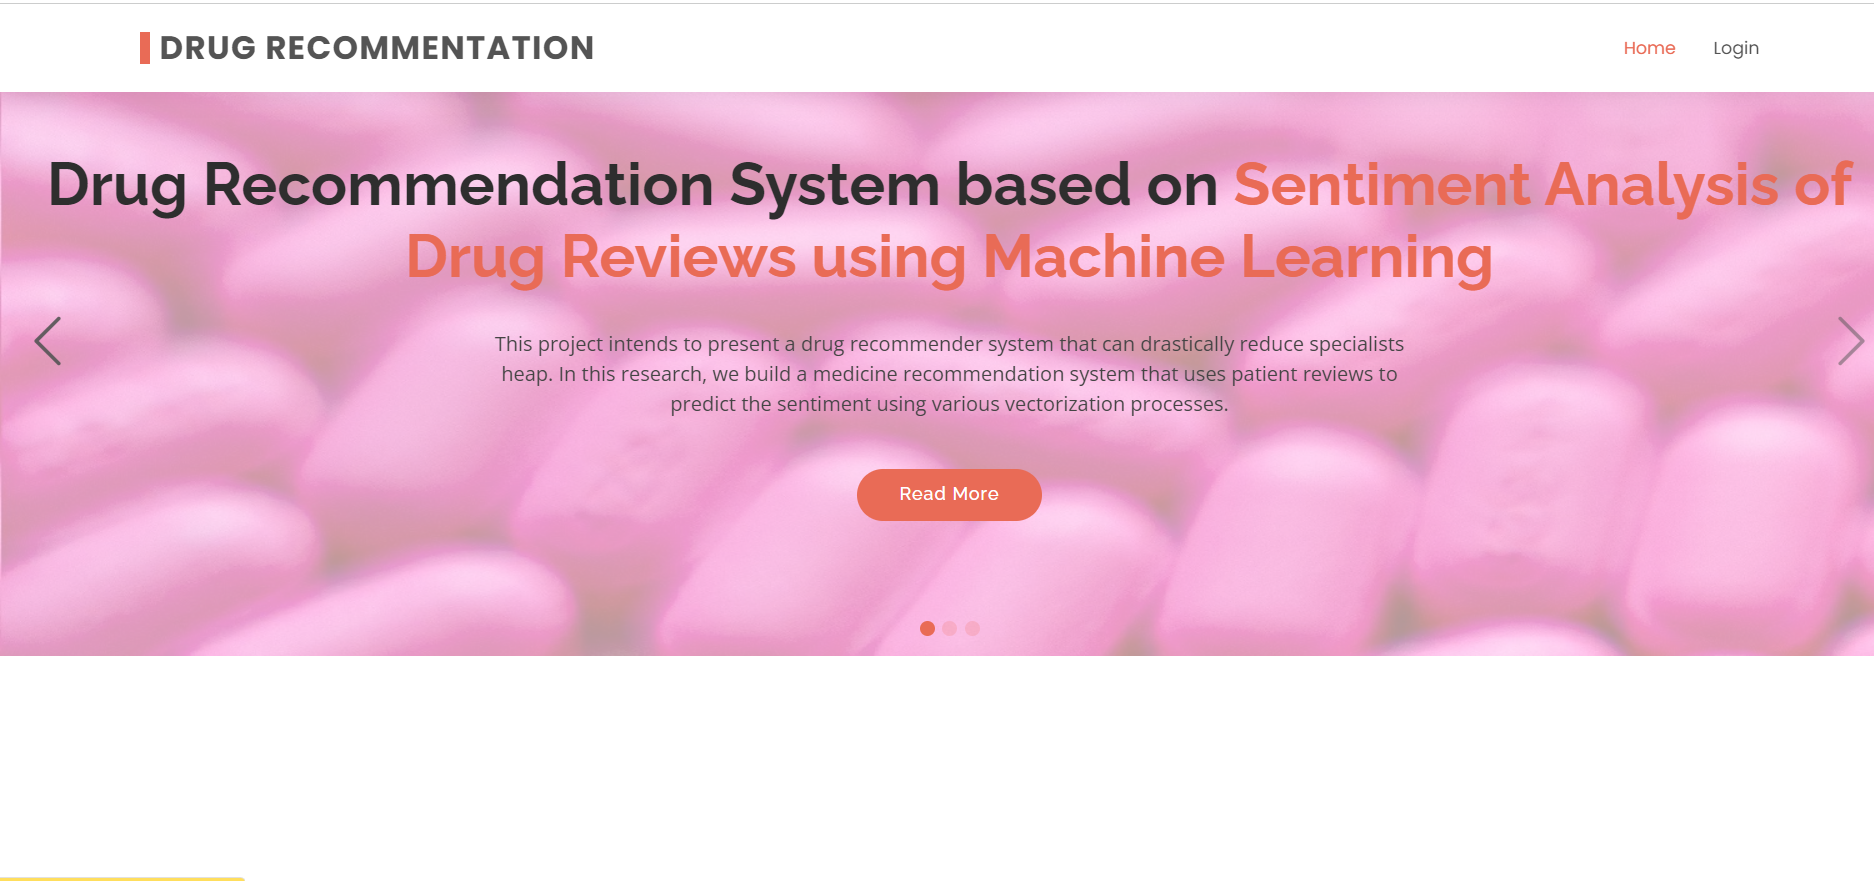 DRUG RECOMMENTATION
Home
Login
Drug Recommendation System based on Sentiment Analysis of
Drug Reviews using Machine Learning
This project intends to present a drug recommender system that can drastically reduce specialists
heap. In this research, we build a medicine recommendation system that uses patient reviews to
predict the sentiment using various vectorization processes.
Read More